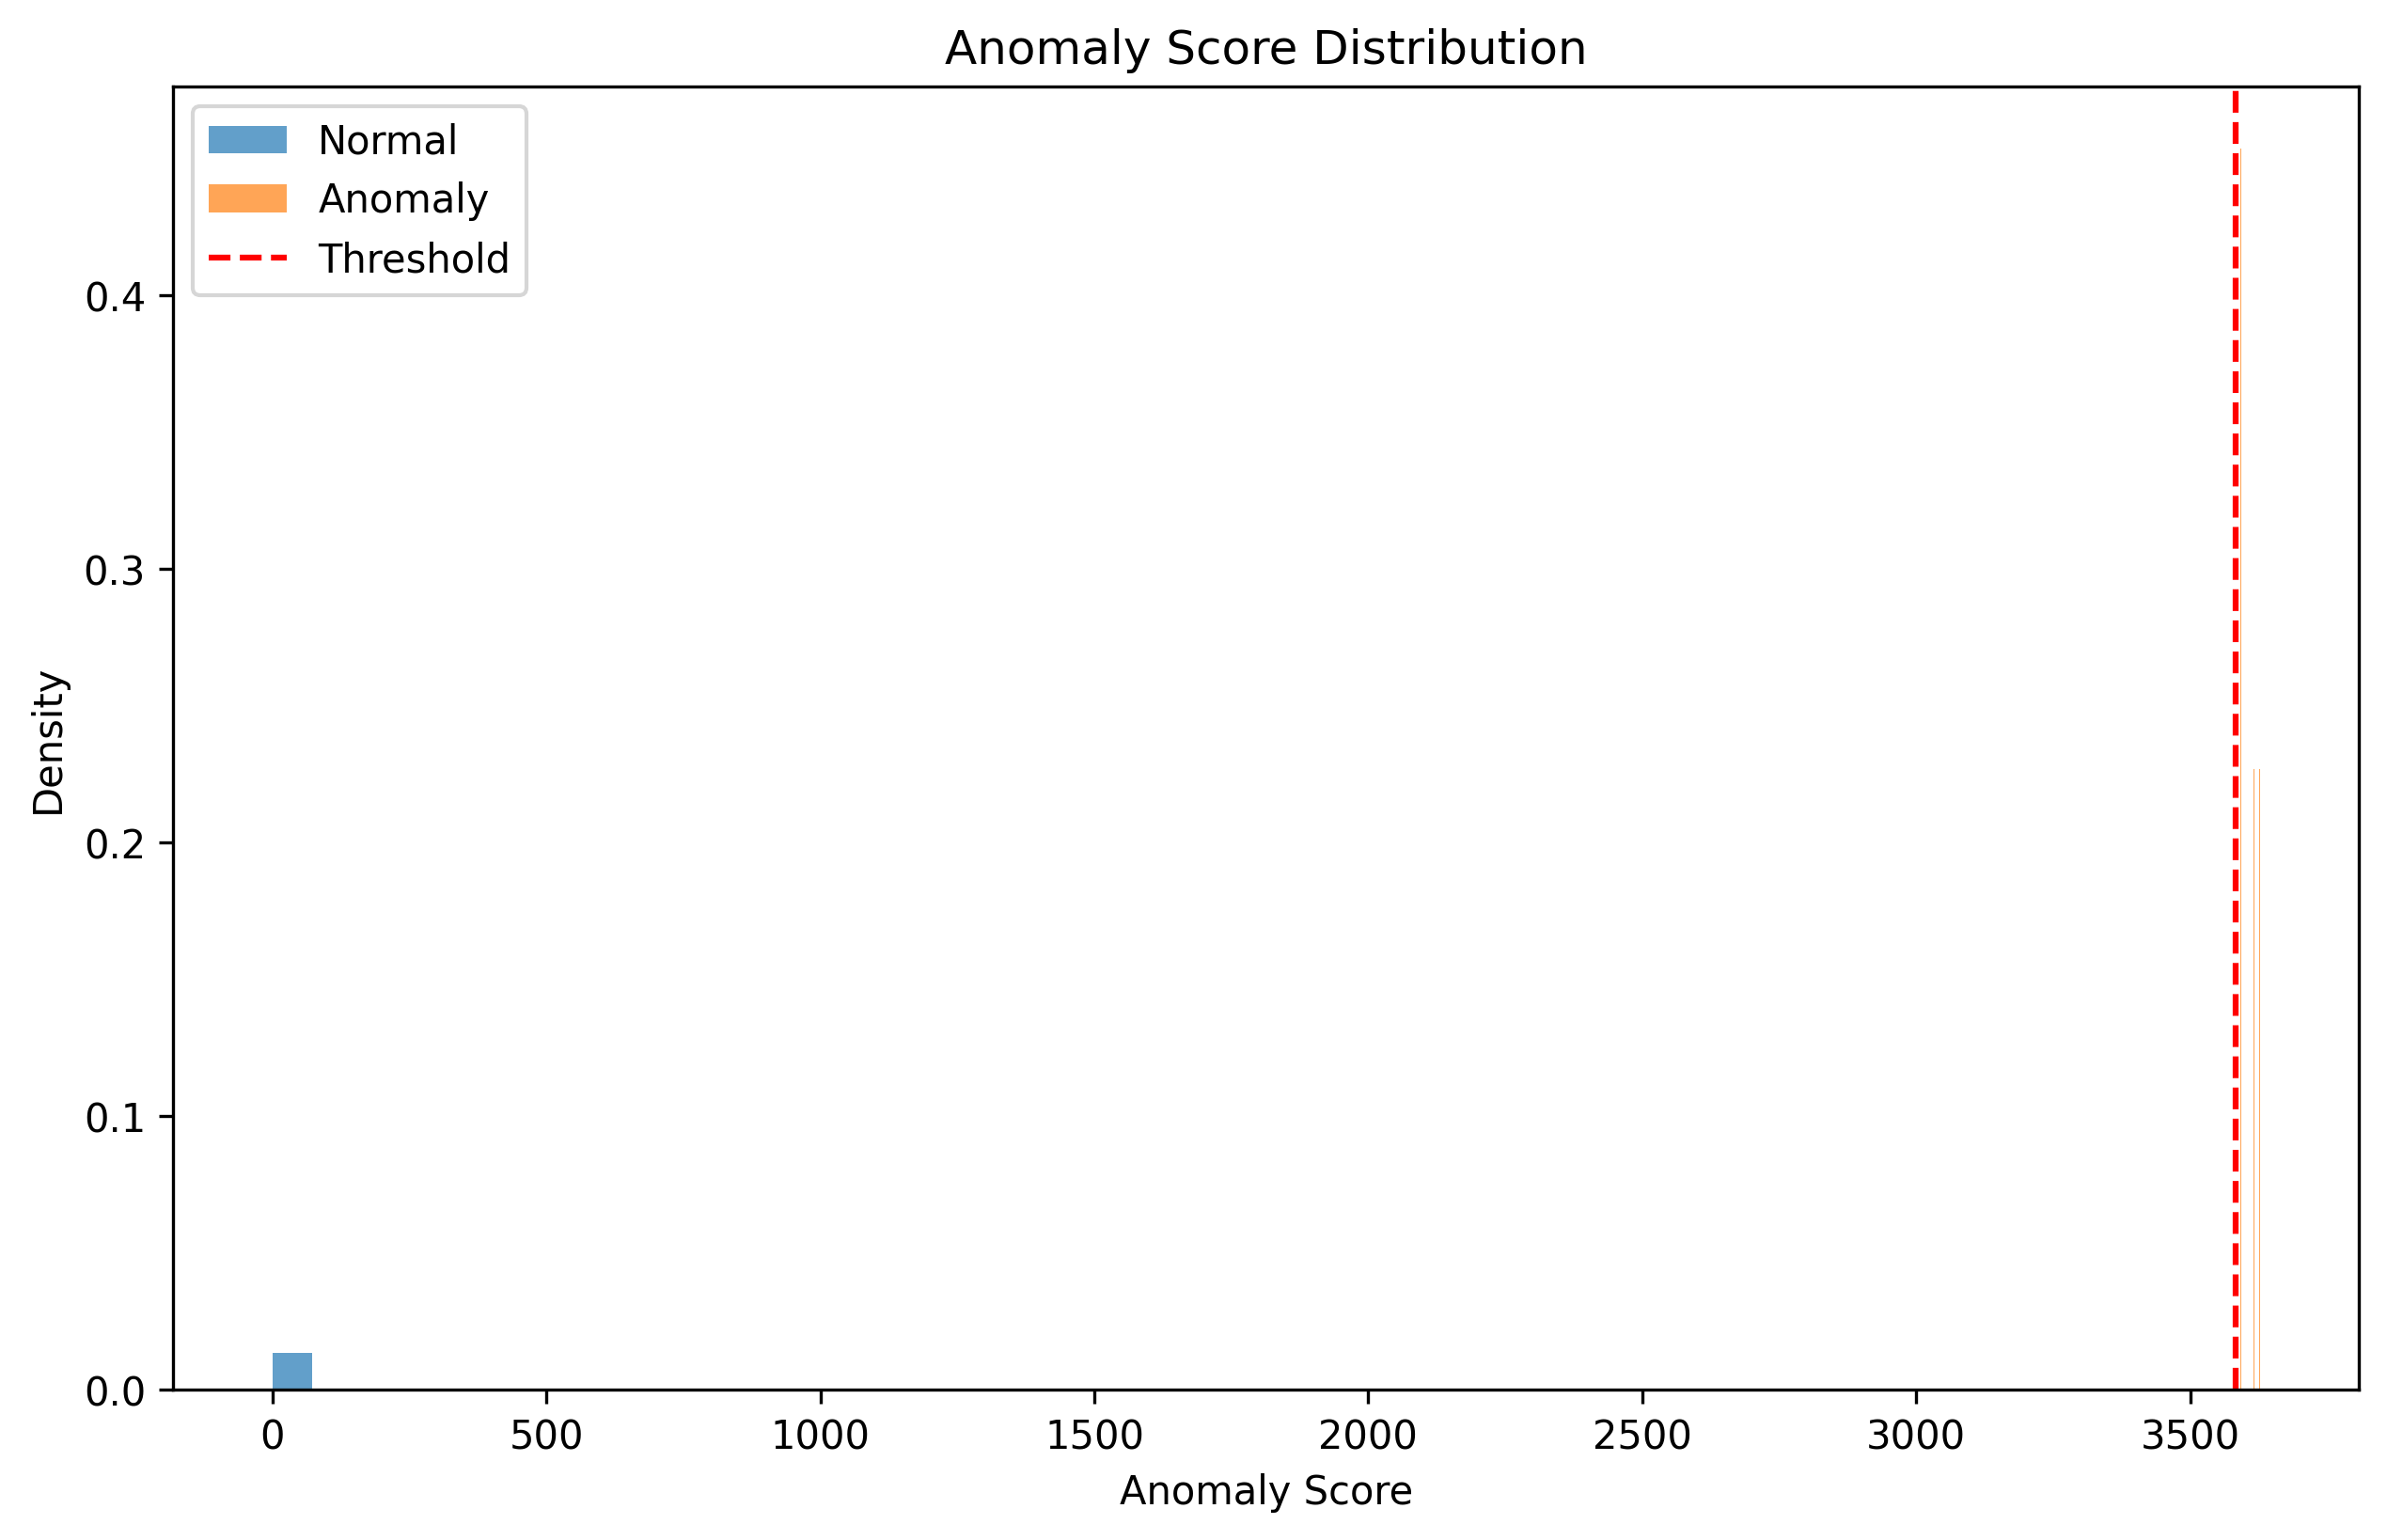 Anomaly Score Distribution
Normal
Anomaly
Threshold
Density
0.4
0.3
0.2
0.1
0.0
0 500 1000 1500 2000 2500 3000 3500
Anomaly Score